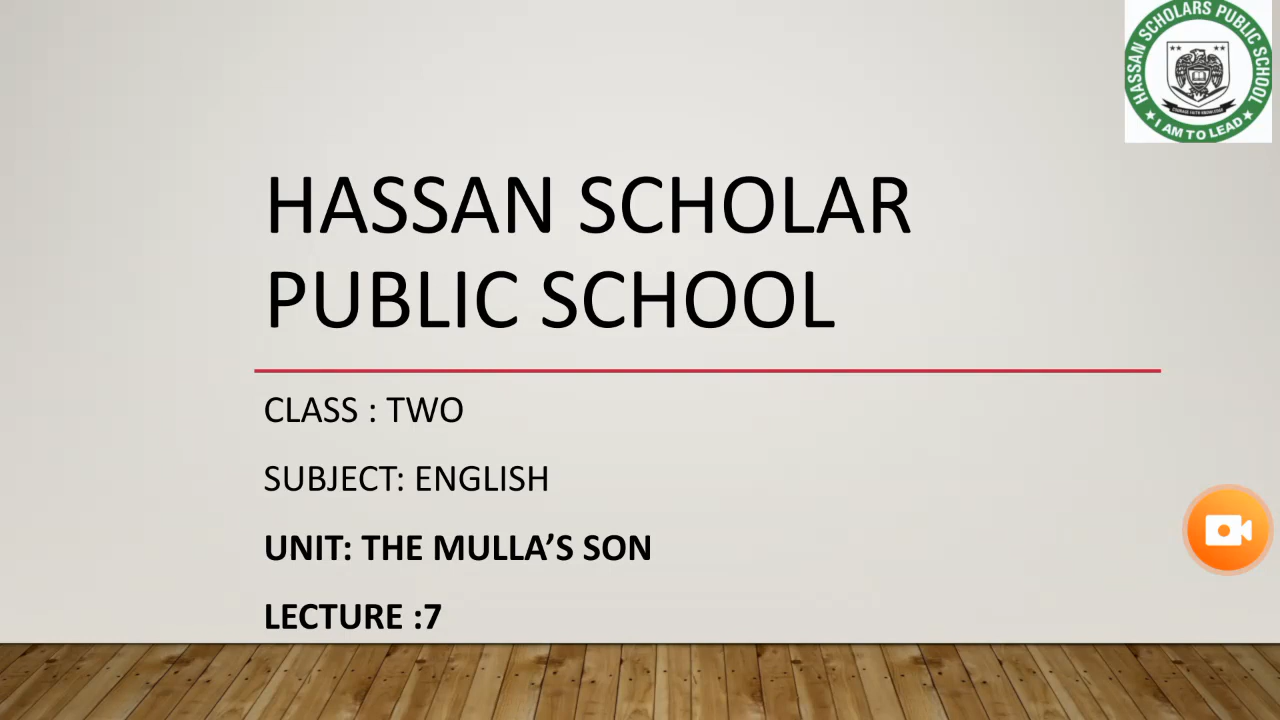 HASSAN SCHOLARS PUBLIC SCHOOL
I AM TO LEAD
HASSAN SCHOLAR
PUBLIC SCHOOL
CLASS : TWO
SUBJECT: ENGLISH
UNIT: THE MULLA’S SON
LECTURE :7